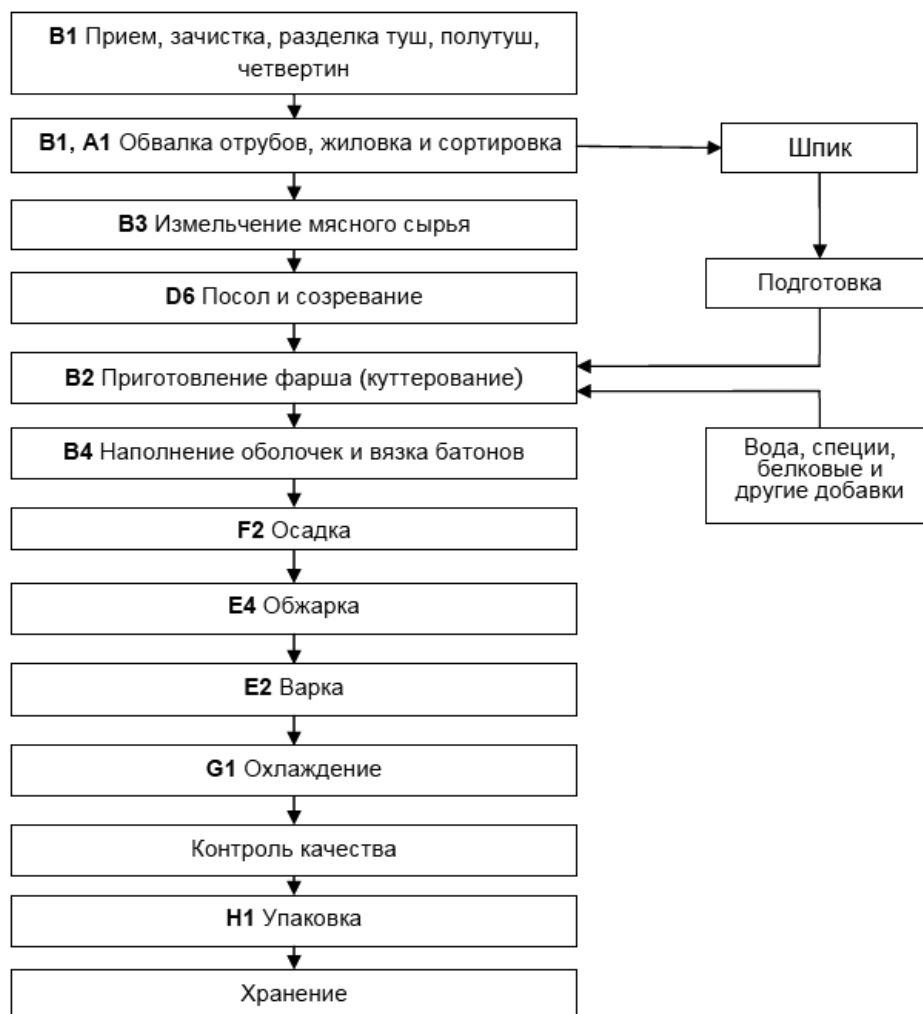 B1 Прием, зачистка, разделка туш, полутуш,
четвертин
B1, A1 Обвалка отрубов, жиловка и сортировка
Шпик
B3 Измельчение мясного сырья
D6 Посол и созревание
Подготовка
B2 Приготовление фарша (куттерование)
B4 Наполнение оболочек и вязка батонов
Вода, специи,
белковые и
другие добавки
F2 Осадка
E4 Обжарка
E2 Варка
G1 Охлаждение
Контроль качества
H1 Упаковка
Хранение